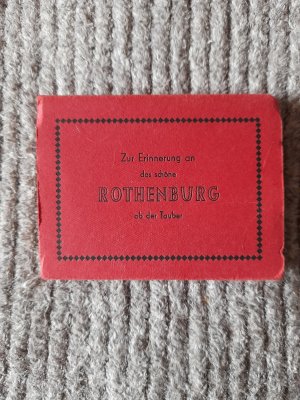 Zur Erinnerung an
das schöne
ROTHENBURG
ob der Tauber